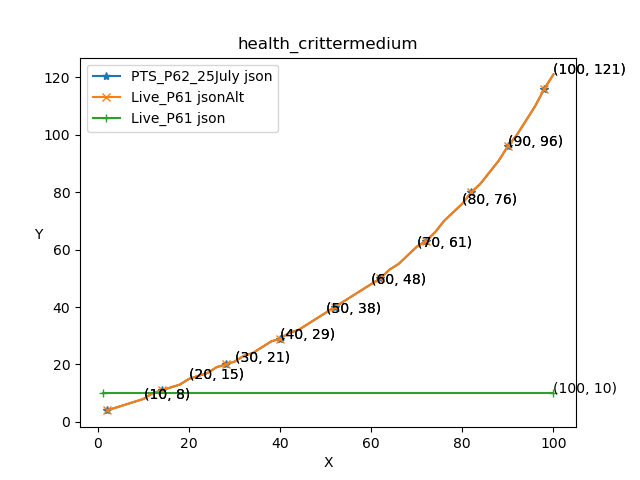 health_crittermedium
PTS_P62_25July json
Live_P61 jsonAlt
Live_P61 json
Y
120
100
80
60
40
20
0
(100, 121)
(90, 96)
(80, 76)
(70, 61)
(60, 48)
(50, 38)
(40, 29)
(30, 21)
(20, 15)
(10, 8)
(100, 10)
0 20 40 60 80 100
X